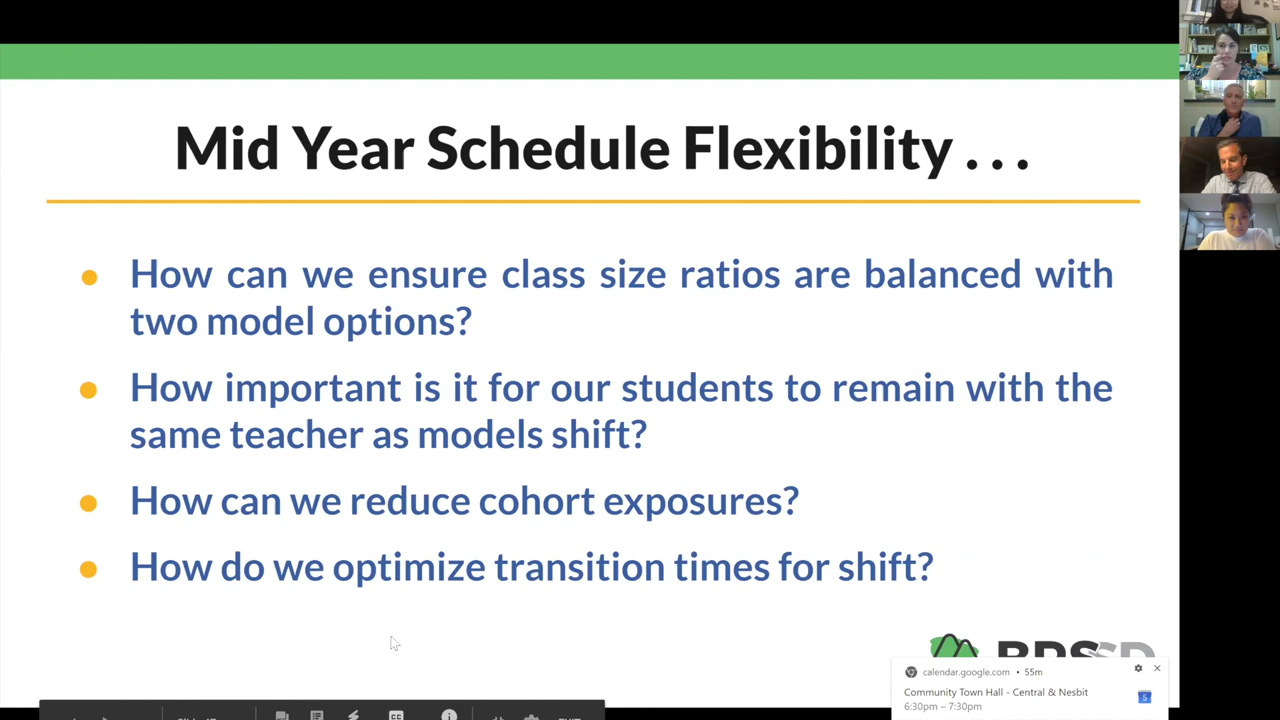 Mid Year Schedule Flexibility . . .
● How can we ensure class size ratios are balanced with
two model options?
● How important is it for our students to remain with the
same teacher as models shift?
● How can we reduce cohort exposures?
● How do we optimize transition times for shift?
BRSSD
calendar.google.com • 55m
Community Town Hall - Central & Nesbit
6:30pm – 7:30pm
CC
EXIT